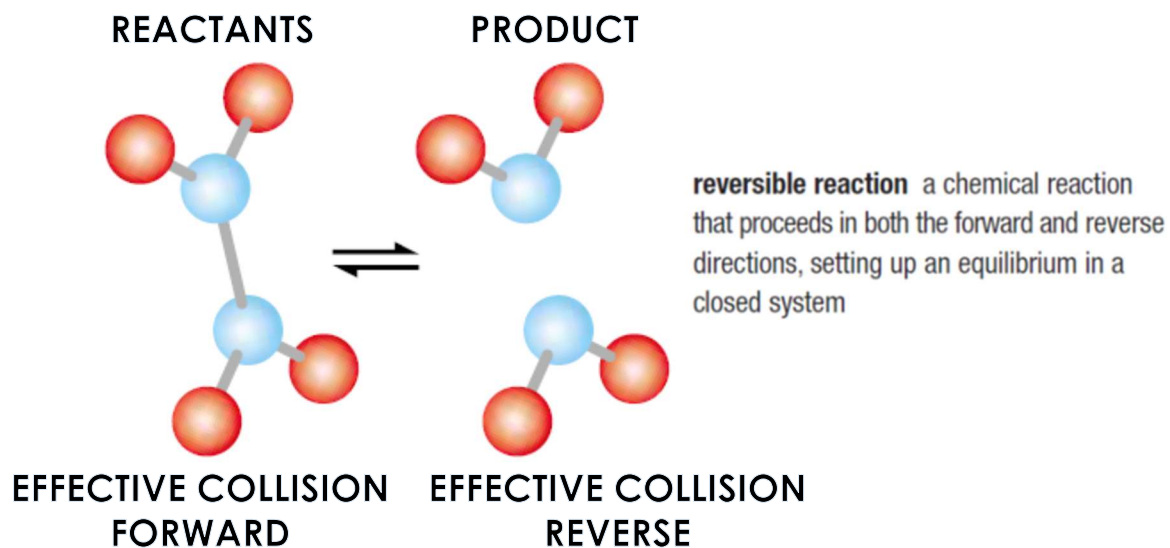 REACTANTS
PRODUCT
reversible reaction a chemical reaction
that proceeds in both the forward and reverse
directions, setting up an equilibrium in a
closed system
EFFECTIVE COLLISION
FORWARD
EFFECTIVE COLLISION
REVERSE